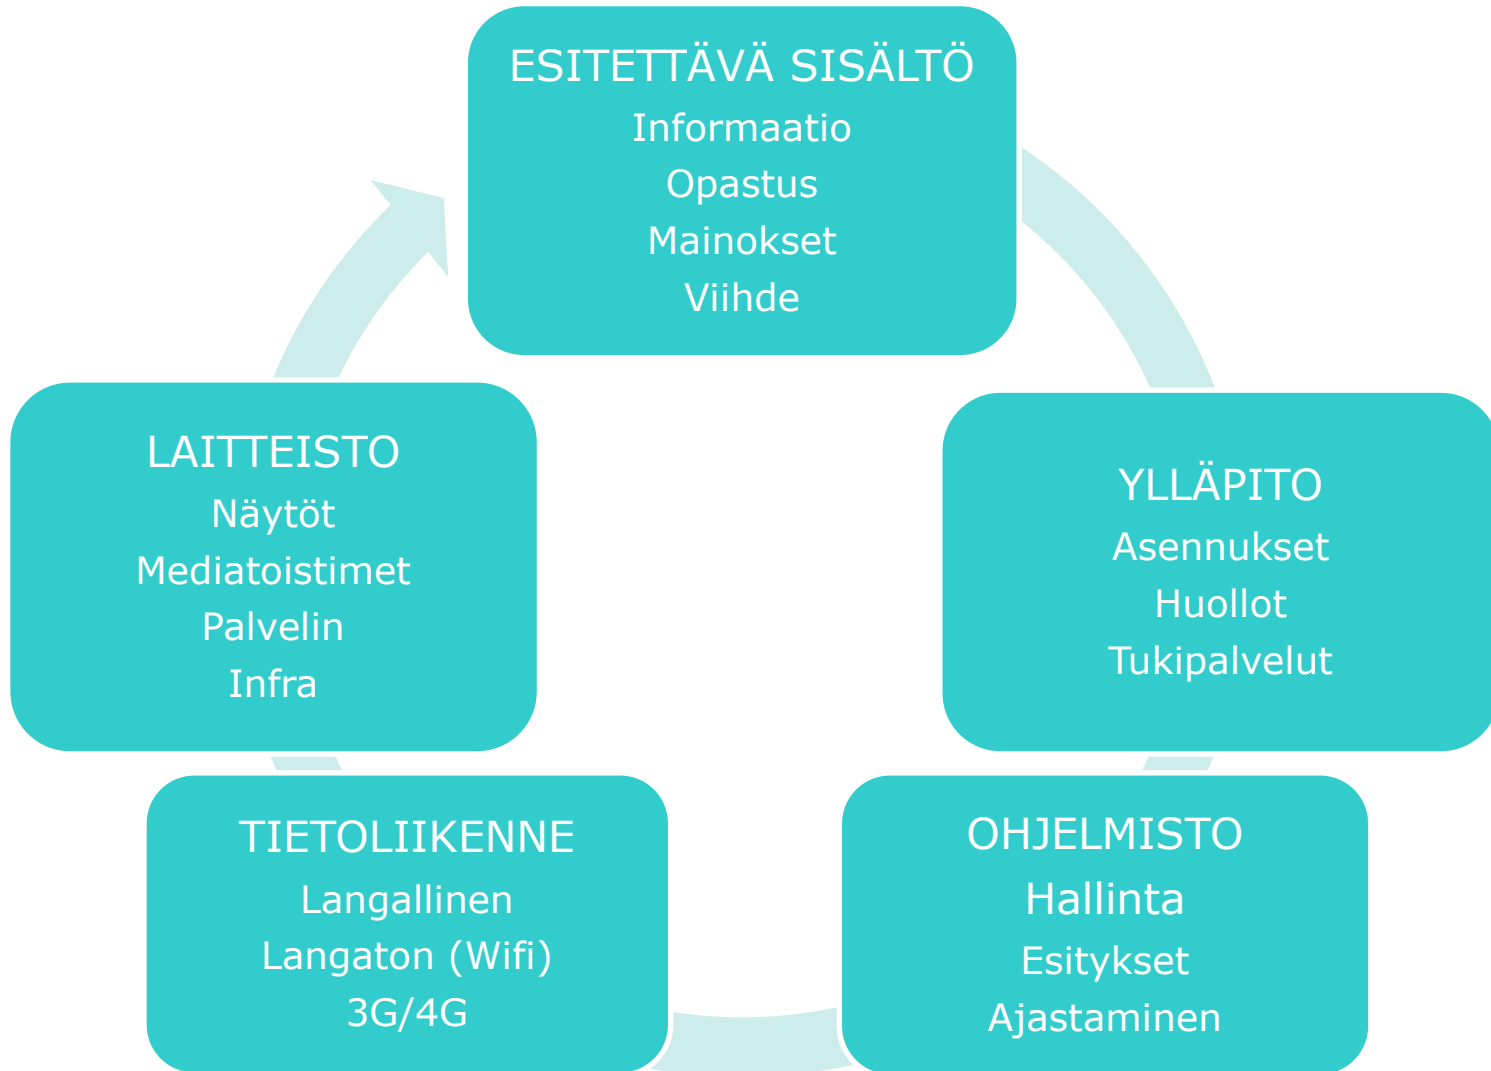 ESITETTÄVÄ SISÄLTÖ
Informaatio
Opastus
Mainokset
Viihde
YLLÄPITO
Asennukset
Huollot
Tukipalvelut
OHJELMISTO
Hallinta
Esitykset
Ajastaminen
TIETOLIIKENNE
Langallinen
Langaton (Wifi)
3G/4G
LAITTEISTO
Näytöt
Mediatoistimet
Palvelin
Infra